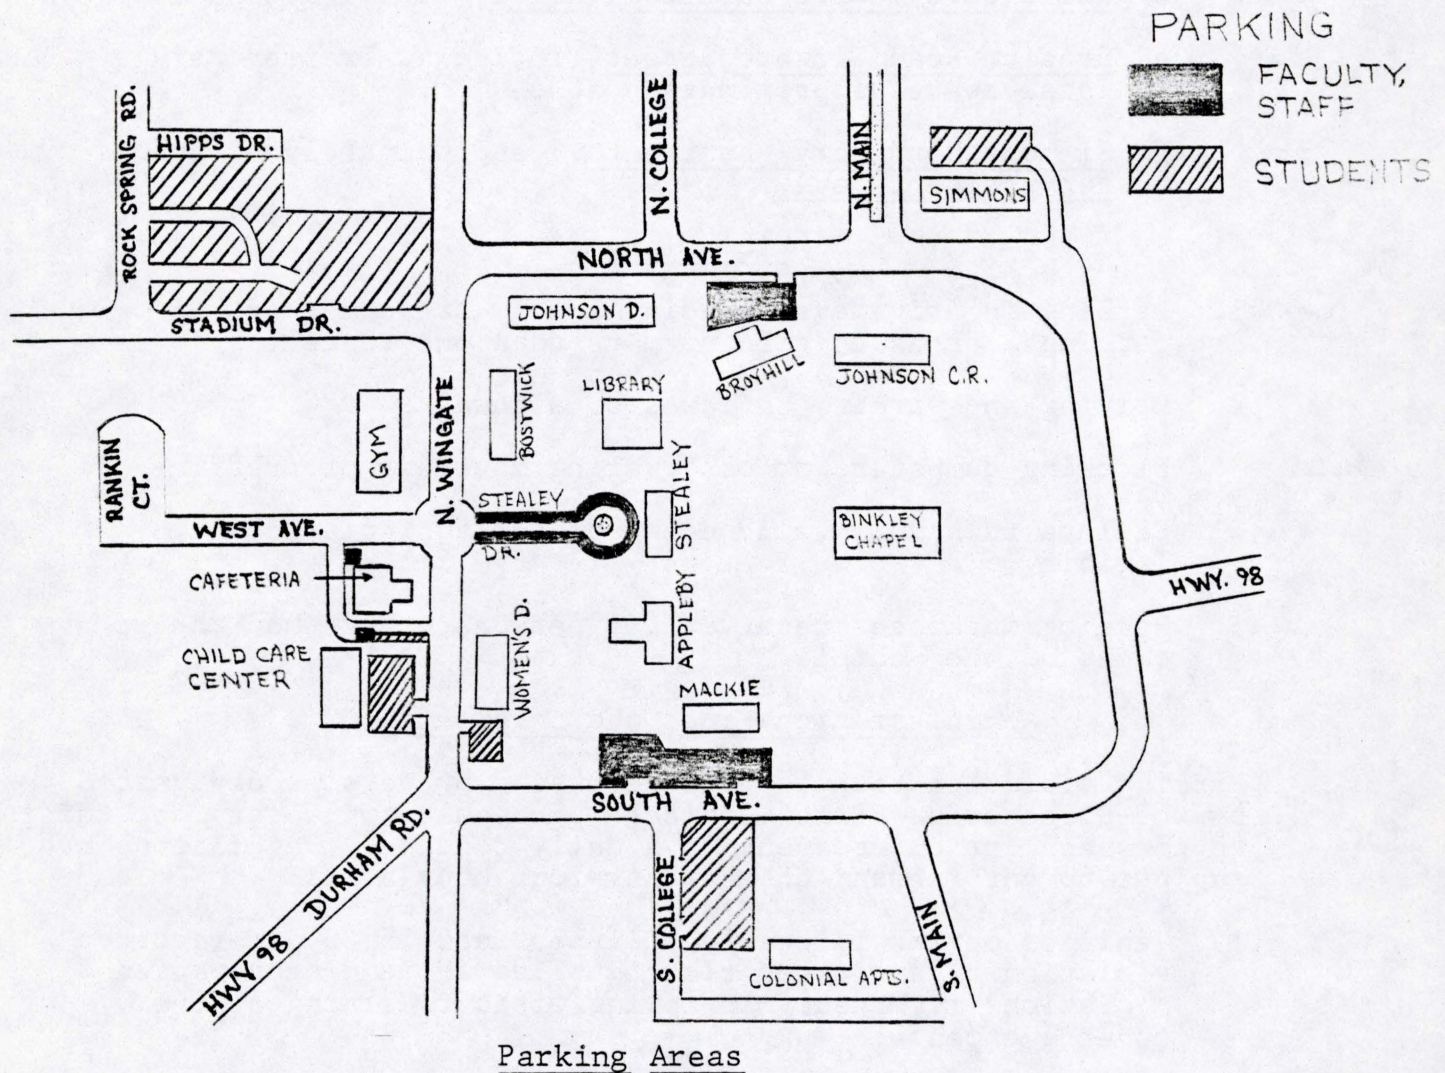 PARKING
FACULTY,
STAFF
STUDENTS
ROCK SPRING RD.
HIPPS DR.
N. COLLEGE
N. MAIN
SIMMONS
NORTH AVE.
STADIUM DR.
JOHNSON D.
BROYHILL
JOHNSON C.R.
N. WINGATE
BOSTWICK
LIBRARY
GYM
RANKIN
CT.
STEALEY
DR.
STEALEY
WEST AVE.
BINKLEY
CHAPEL
CAFETERIA
HWY. 98
APPLEBY
WOMEN'S D.
CHILD CARE
CENTER
MACKIE
SOUTH AVE.
HWY 98 DURHAM RD.
S. COLLEGE
S. MAIN
COLONIAL APTS.
Parking Areas